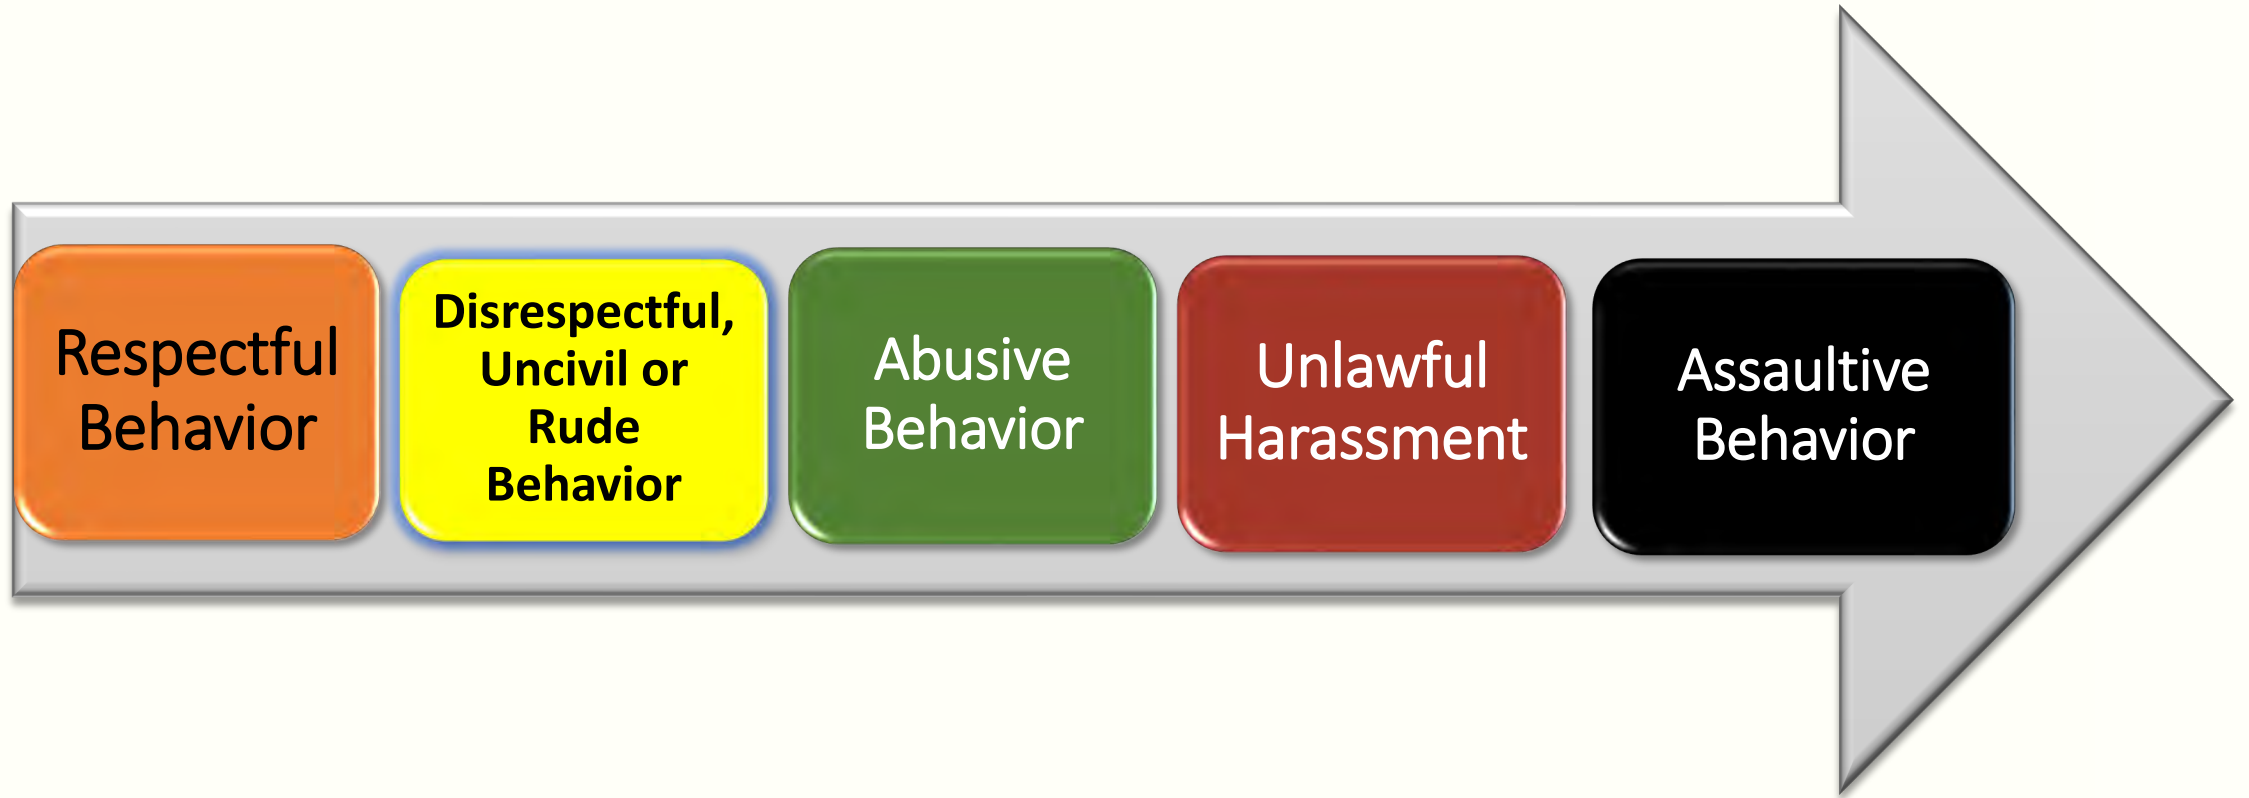 Respectful
Behavior
Disrespectful,
Uncivil or
Rude
Behavior
Abusive
Behavior
Unlawful
Harassment
Assaultive
Behavior